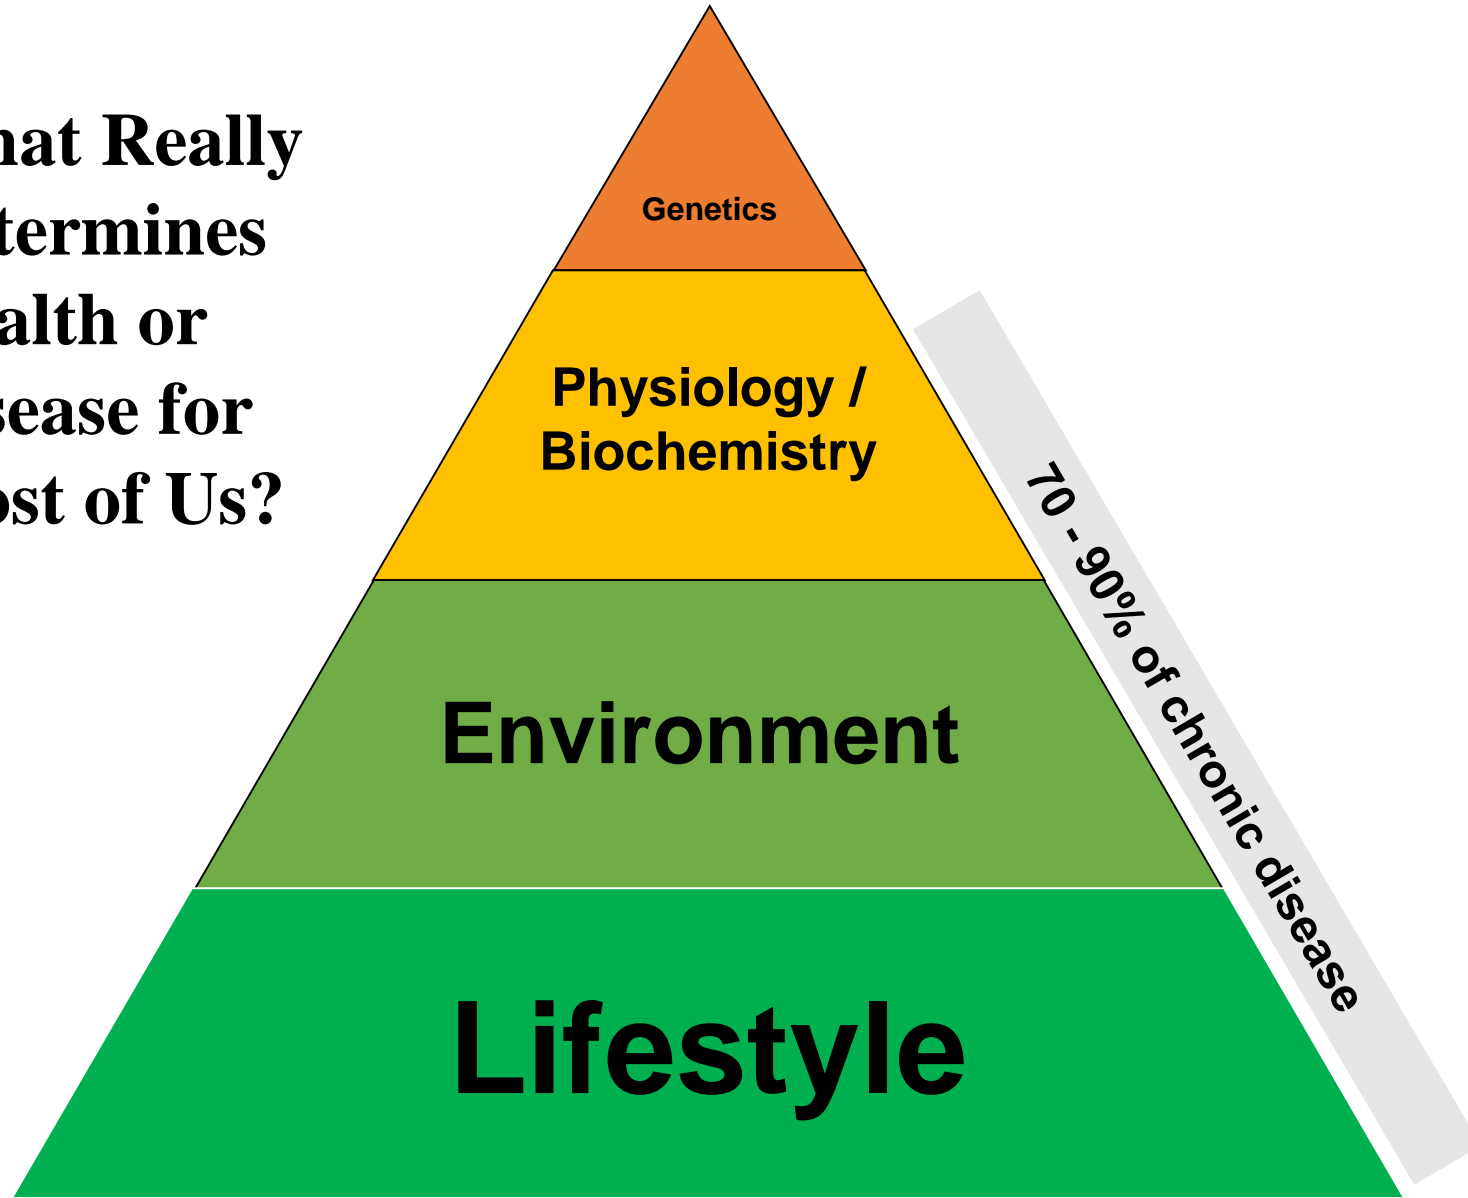 hat Really
termines
alth or
sease for
ost of Us?
Genetics
Physiology /
Biochemistry
Environment
Lifestyle
70 - 90% of chronic disease